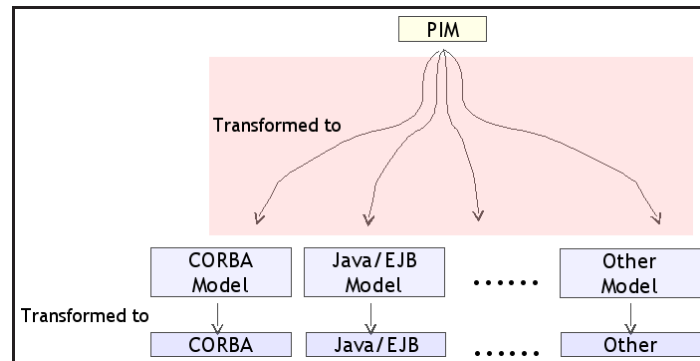 PIM
Transformed to
CORBA
Model
Java/EJB
Model
......
Other
Model
Transformed to
CORBA
Java/EJB
.....
Other